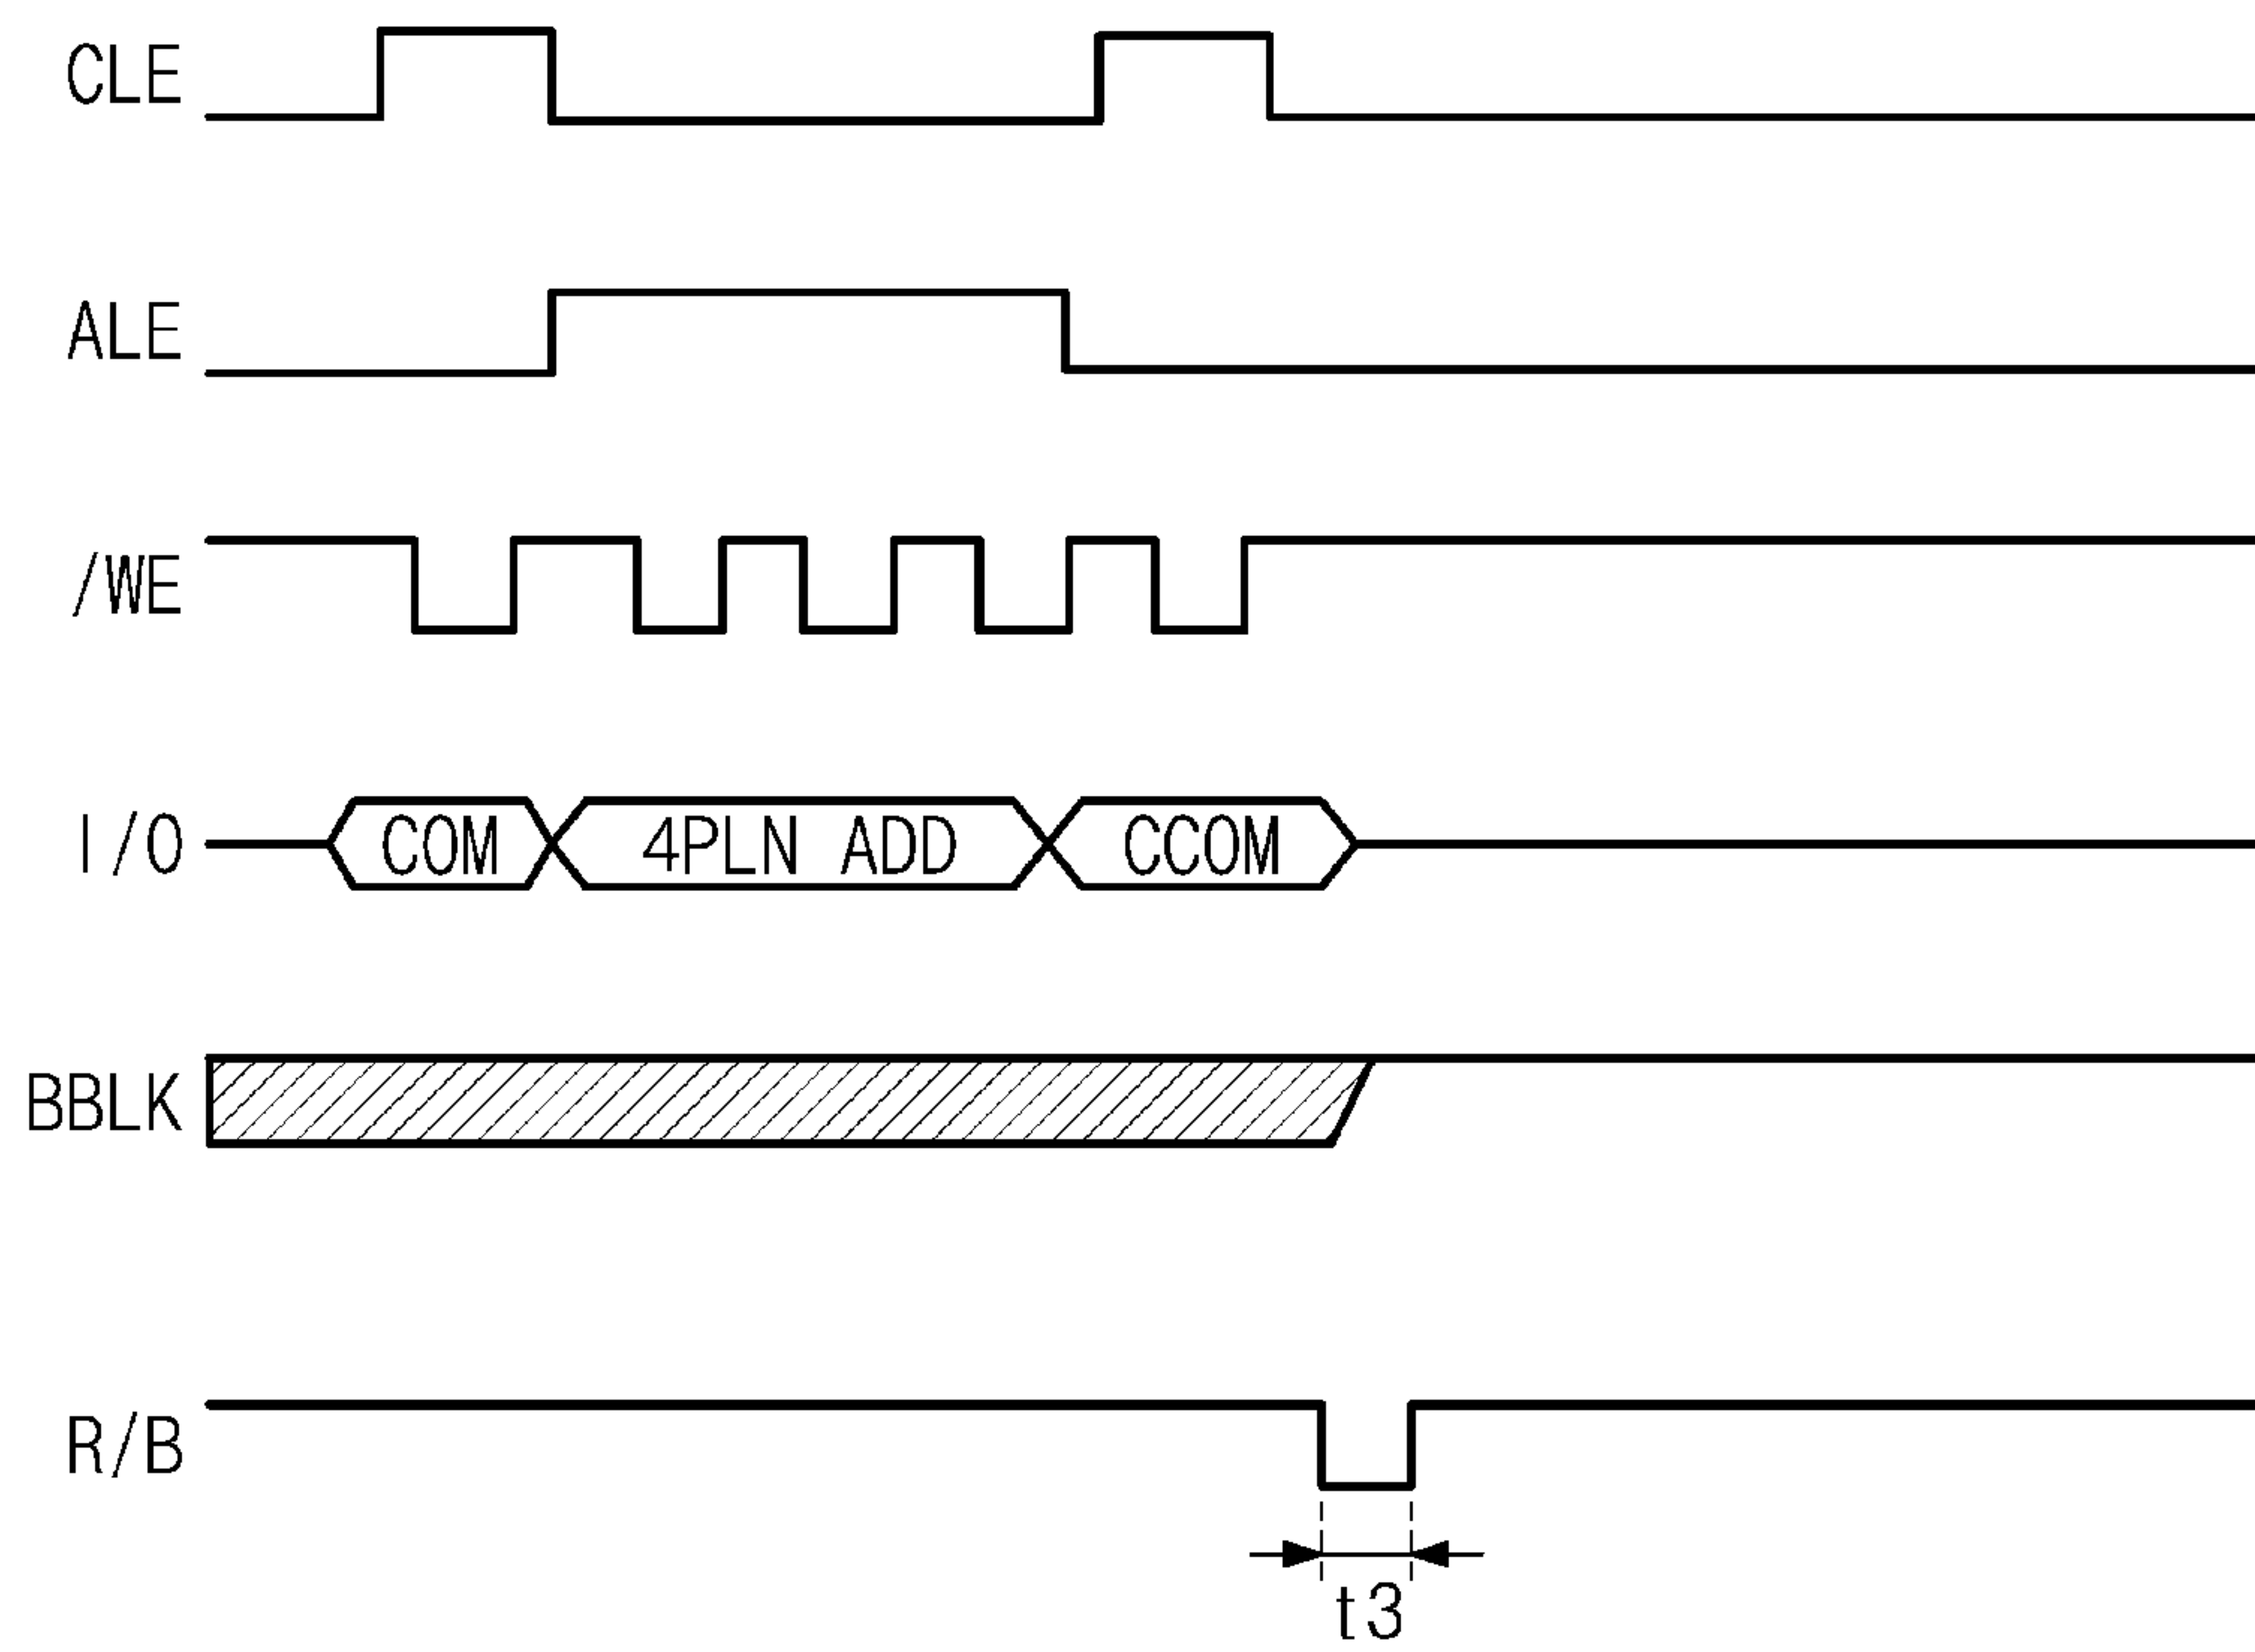 CLE
ALE
/WE
I/O
COM 4PLN ADD CCOM
BBLK
R/B
t3